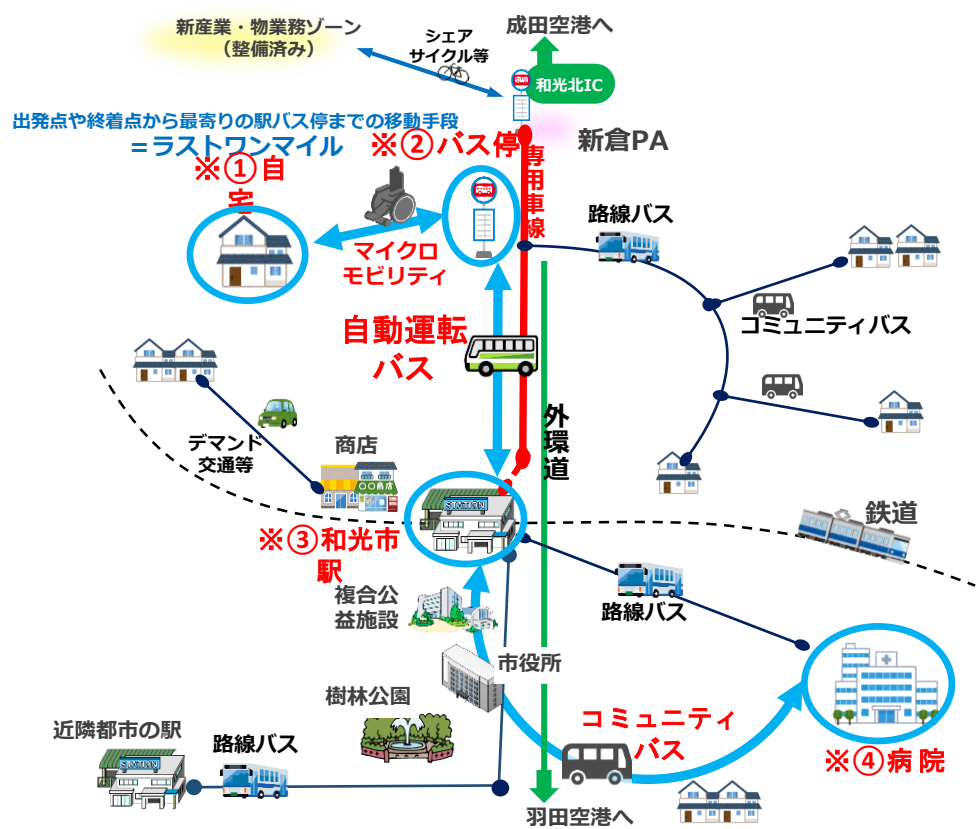 新産業・物業務ゾーン
（整備済み）
シェア
サイクル等
成田空港へ
和光北IC
出発点や終着点から最寄りの駅バス停までの移動手段
＝ラストワンマイル
※②バス停
新倉PA
※①自
宅
専用車線
路線バス
マイクロ
モビリティ
コミュニティバス
自動運転
バス
外環道
デマンド
交通等
商店
〇〇商店
STATION
※③和光市
駅
鉄道
複合公
益施設
路線バス
市役所
樹林公園
コミュニティ
バス
近隣都市の駅
路線バス
STATION
※④病院
羽田空港へ